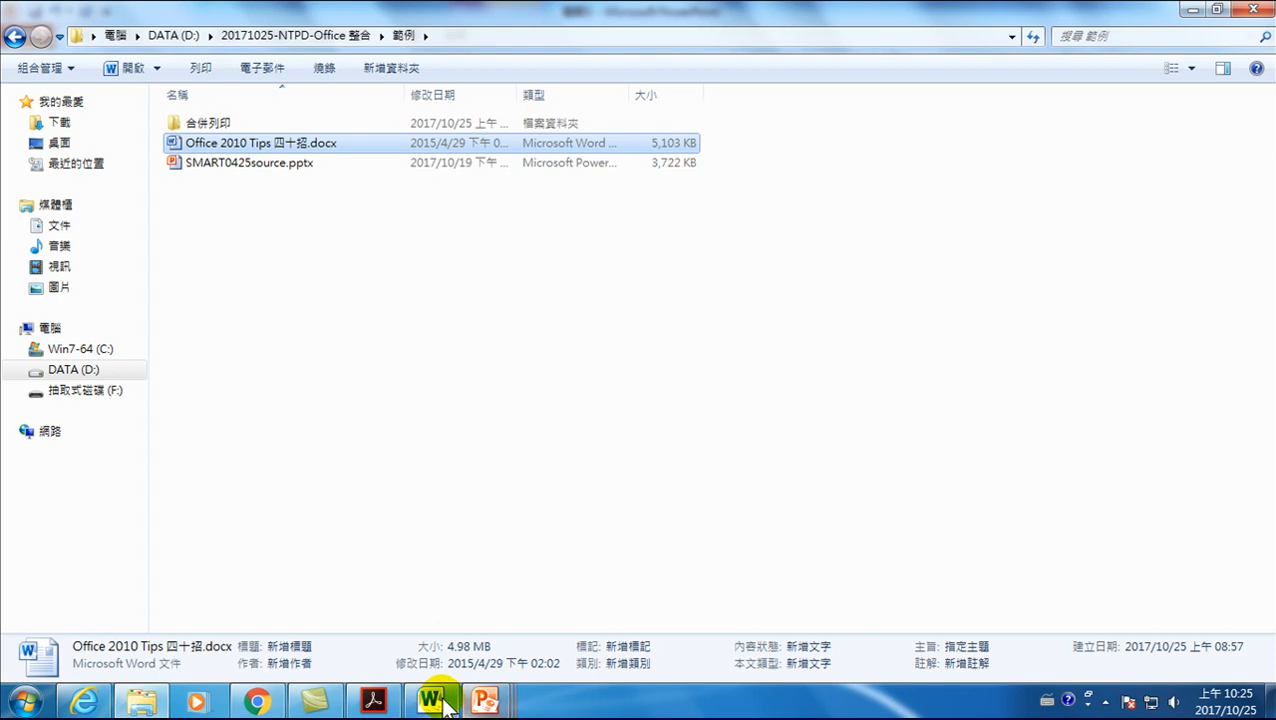 電腦 DATA (D:) 20171025-NTPD-Office 整合 範例
搜尋 範例
組合管理 開啟 列印 電子郵件 燒錄 新增資料夾
名稱 修改日期 類型 大小
我的最愛
下載
桌面
最近的位置
媒體櫃
文件
音樂
視訊
圖片
電腦
Win7-64 (C:)
DATA (D:)
抽取式磁碟 (F:)
網路
合併列印 2017/10/25 上午 ... 檔案資料夾
Office 2010 Tips 四十招.docx 2015/4/29 下午 0... Microsoft Word ... 5,103 KB
SMART0425source.pptx 2017/10/19 下午 ... Microsoft Power... 3,722 KB
Office 2010 Tips 四十招.docx 標題: 新增標題 大小: 4.98 MB 標記: 新增標記 內容狀態: 新增文字 主旨: 指定主題 建立日期: 2017/10/25 上午 08:57
Microsoft Word 文件 作者: 新增作者 修改日期: 2015/4/29 下午 02:02 類別: 新增類別 本文類型: 新增文字 註解: 新增註解
上午 10:25
2017/10/25